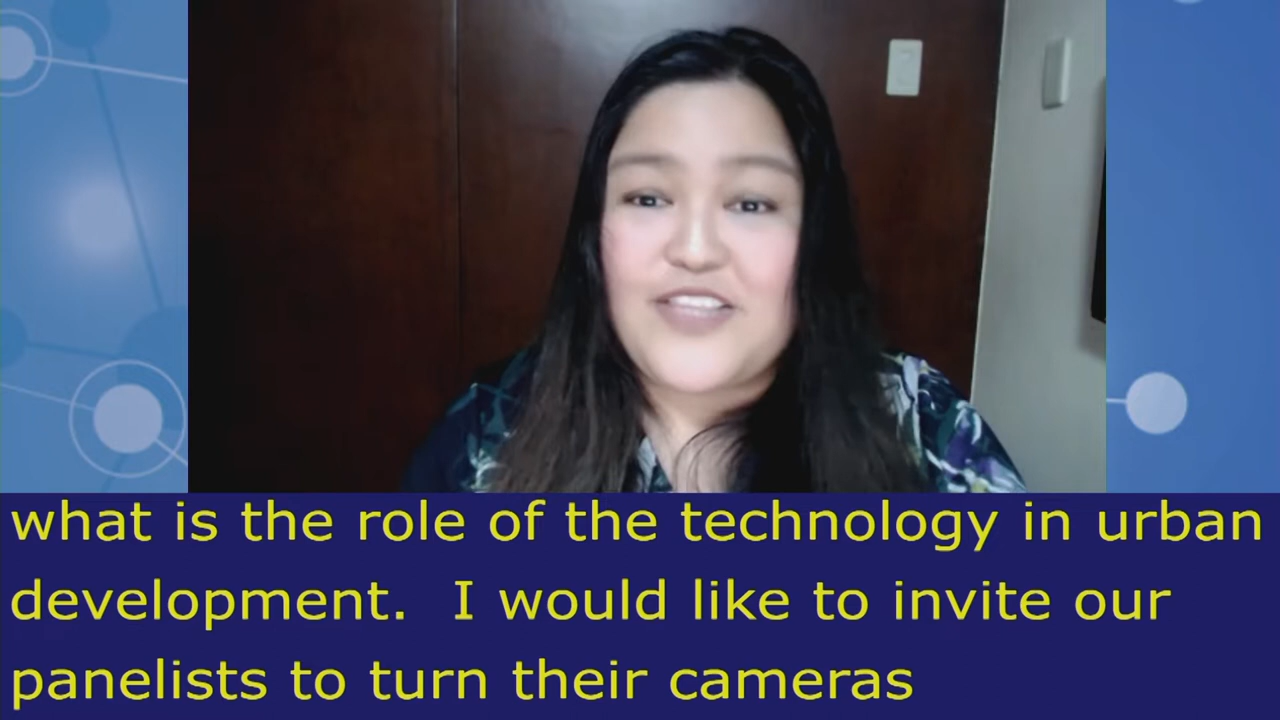 what is the role of the technology in urban
development.  I would like to invite our
panelists to turn their cameras